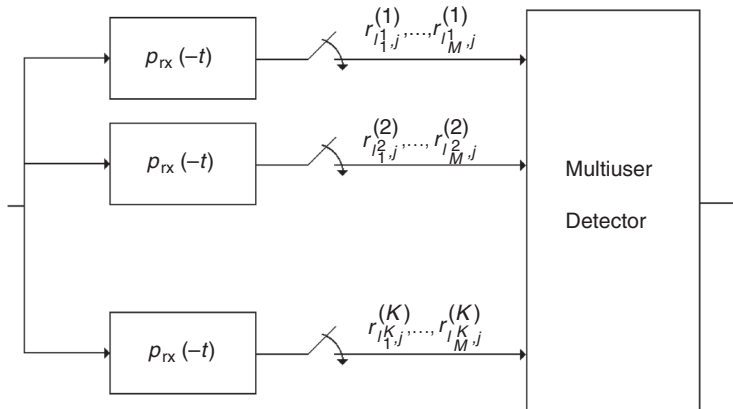 p_rx (–t)
r^(1)_{l^1_1,j},...,r^(1)_{l^1_M,j}
p_rx (–t)
r^(2)_{l^2_1,j},..., r^(2)_{l^2_M,j}
Multiuser
Detector
p_rx (–t)
r^(K)_{l^K_1,j},..., r^(K)_{l^K_M,j}